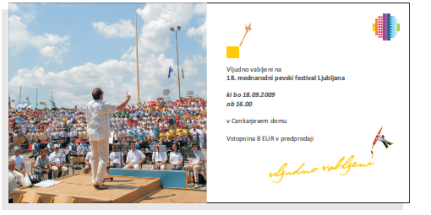 Vljudno vabljeni na
18. mednarodni pevski festival Ljubljana
ki bo 18.09.2009
ob 16.00
v Cankarjevem domu
Vstopnina 8 EUR v predprodaji
vljudno vabljeni